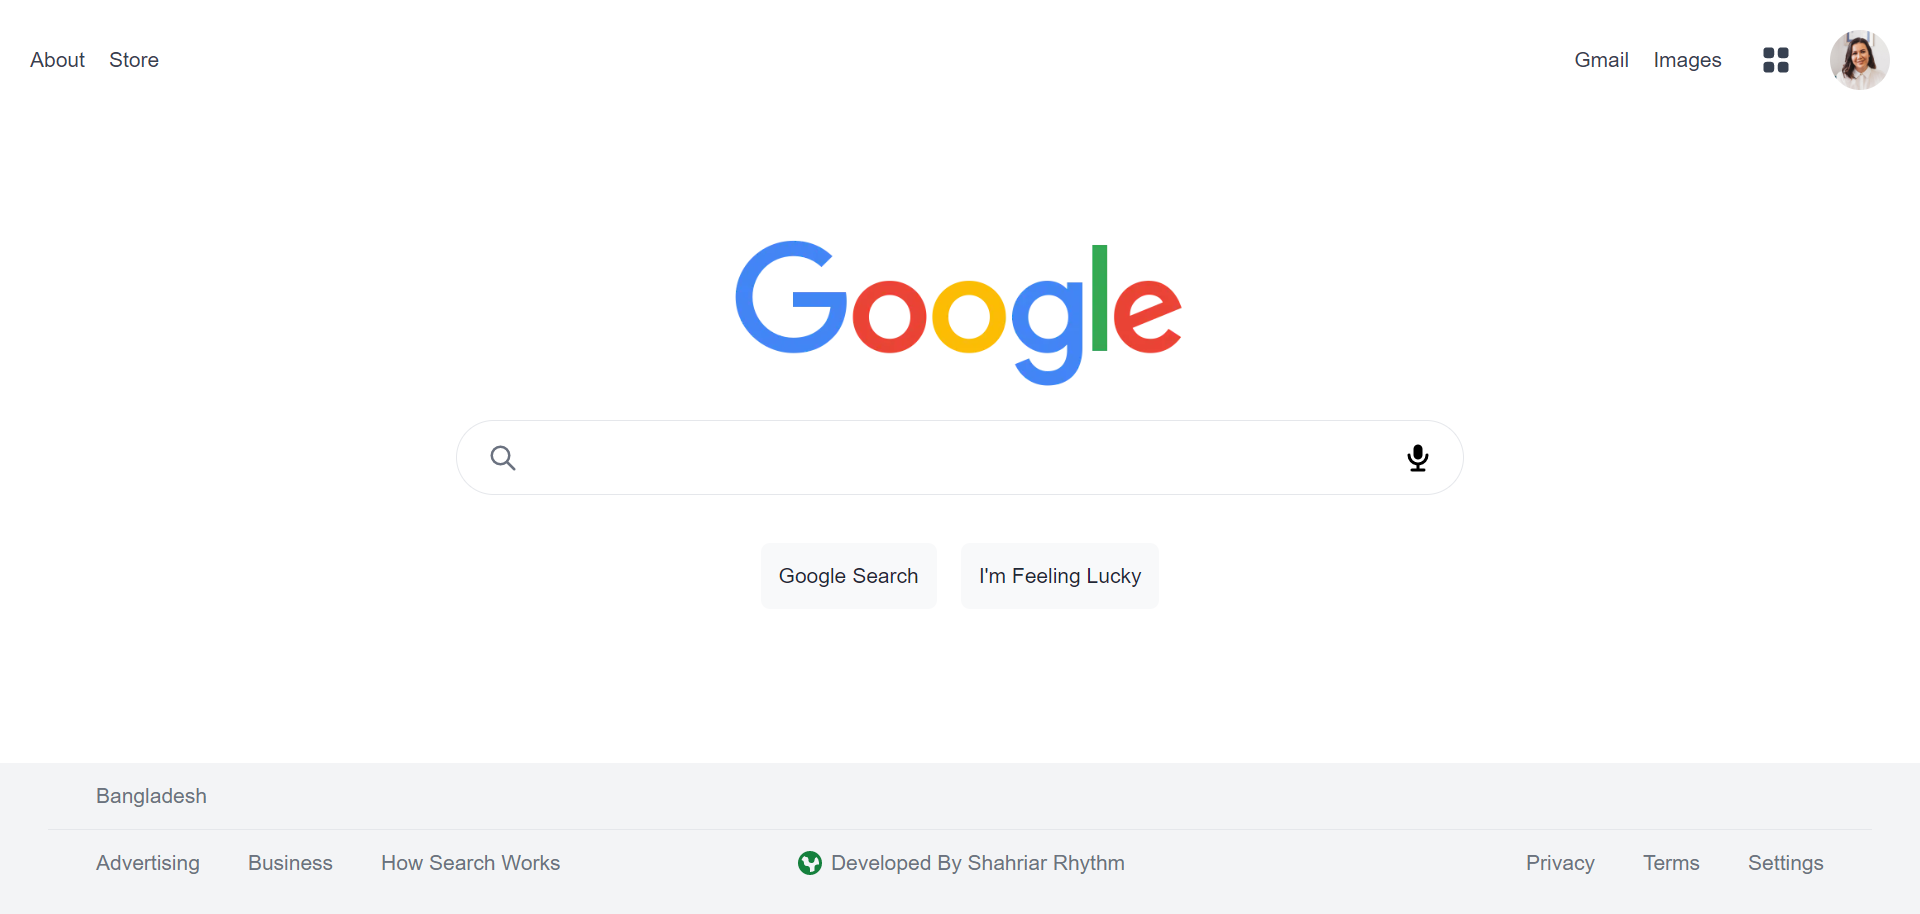 About Store Gmail Images
Google
Google Search I'm Feeling Lucky
Bangladesh
Advertising Business How Search Works Developed By Shahriar Rhythm Privacy Terms Settings